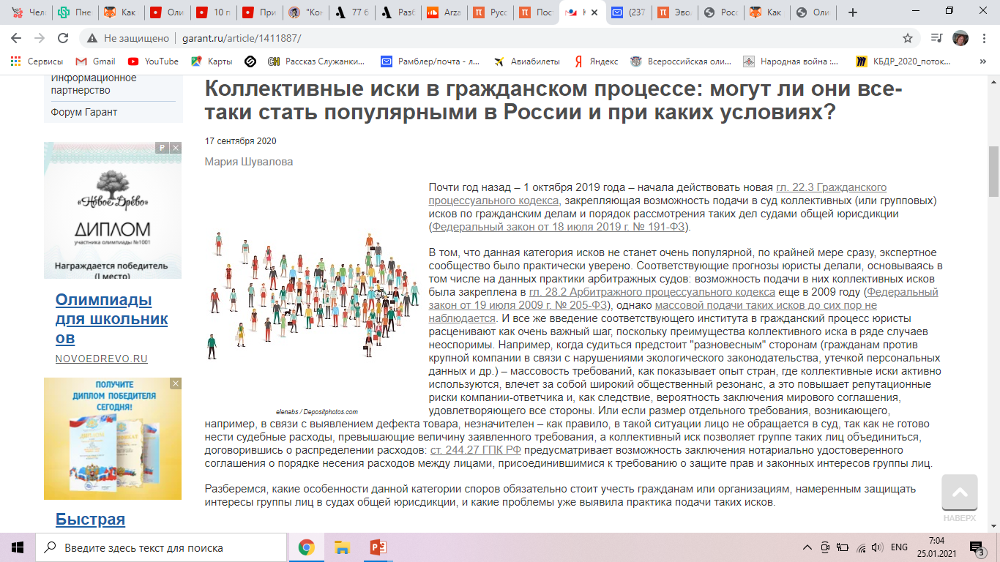 Чело
Пне
Как
Оли
10 п
При
"Кон
77 б
Разб
Arza
Русс
Пос
К
(237
Эво
Росс
Как
Оли
Не защищено
garant.ru/article/1411887/
Сервисы
Gmail
YouTube
Карты
Рассказ Служанки...
Рамблер/почта - л...
Авиабилеты
Яндекс
Всероссийская оли...
Народная война :...
КБДР_2020_поток...
»
Информационное
партнерство
Форум Гарант
«Новое Древо»
ДИПЛОМ
участника олимпиады №1001
Награждается победитель
(I место)
Олимпиады
для школьник
ов
NOVOEDREVO.RU
ПОЛУЧИТЕ
ДИПЛОМ ПОБЕДИТЕЛЯ
СЕГОДНЯ!
Быстрая
Коллективные иски в гражданском процессе: могут ли они все-
таки стать популярными в России и при каких условиях?
17 сентября 2020
Мария Шувалова
Почти год назад – 1 октября 2019 года – начала действовать новая гл. 22.3 Гражданского
процессуального кодекса, закрепляющая возможность подачи в суд коллективных (или групповых)
исков по гражданским делам и порядок рассмотрения таких дел судами общей юрисдикции
(Федеральный закон от 18 июля 2019 г. № 191-ФЗ).
В том, что данная категория исков не станет очень популярной, по крайней мере сразу, экспертное
сообщество было практически уверено. Соответствующие прогнозы юристы делали, основываясь в
том числе на данных практики арбитражных судов: возможность подачи в них коллективных исков
была закреплена в гл. 28.2 Арбитражного процессуального кодекса еще в 2009 году (Федеральный
закон от 19 июля 2009 г. № 205-ФЗ), однако массовой подачи таких исков до сих пор не
наблюдается. И все же введение соответствующего института в гражданский процесс юристы
расценивают как очень важный шаг, поскольку преимущества коллективного иска в ряде случаев
неоспоримы. Например, когда судиться предстоит "разновесным" сторонам (гражданам против
крупной компании в связи с нарушениями экологического законодательства, утечкой персональных
данных и др.) – массовость требований, как показывает опыт стран, где коллективные иски активно
используются, влечет за собой широкий общественный резонанс, а это повышает репутационные
риски компании-ответчика и, как следствие, вероятность заключения мирового соглашения,
elenabs / Depositphotos.com
удовлетворяющего все стороны. Или если размер отдельного требования, возникающего,
например, в связи с выявлением дефекта товара, незначителен – как правило, в такой ситуации лицо не обращается в суд, так как не готово
нести судебные расходы, превышающие величину заявленного требования, а коллективный иск позволяет группе таких лиц объединиться,
договорившись о распределении расходов: ст. 244.27 ГПК РФ предусматривает возможность заключения нотариально удостоверенного
соглашения о порядке несения расходов между лицами, присоединившимися к требованию о защите прав и законных интересов группы лиц.
Разберемся, какие особенности данной категории споров обязательно стоит учесть гражданам или организациям, намеренным защищать
интересы группы лиц в судах общей юрисдикции, и какие проблемы уже выявила практика подачи таких исков.
НАВЕРХ
Введите здесь текст для поиска
ENG
7:04
25.01.2021
3